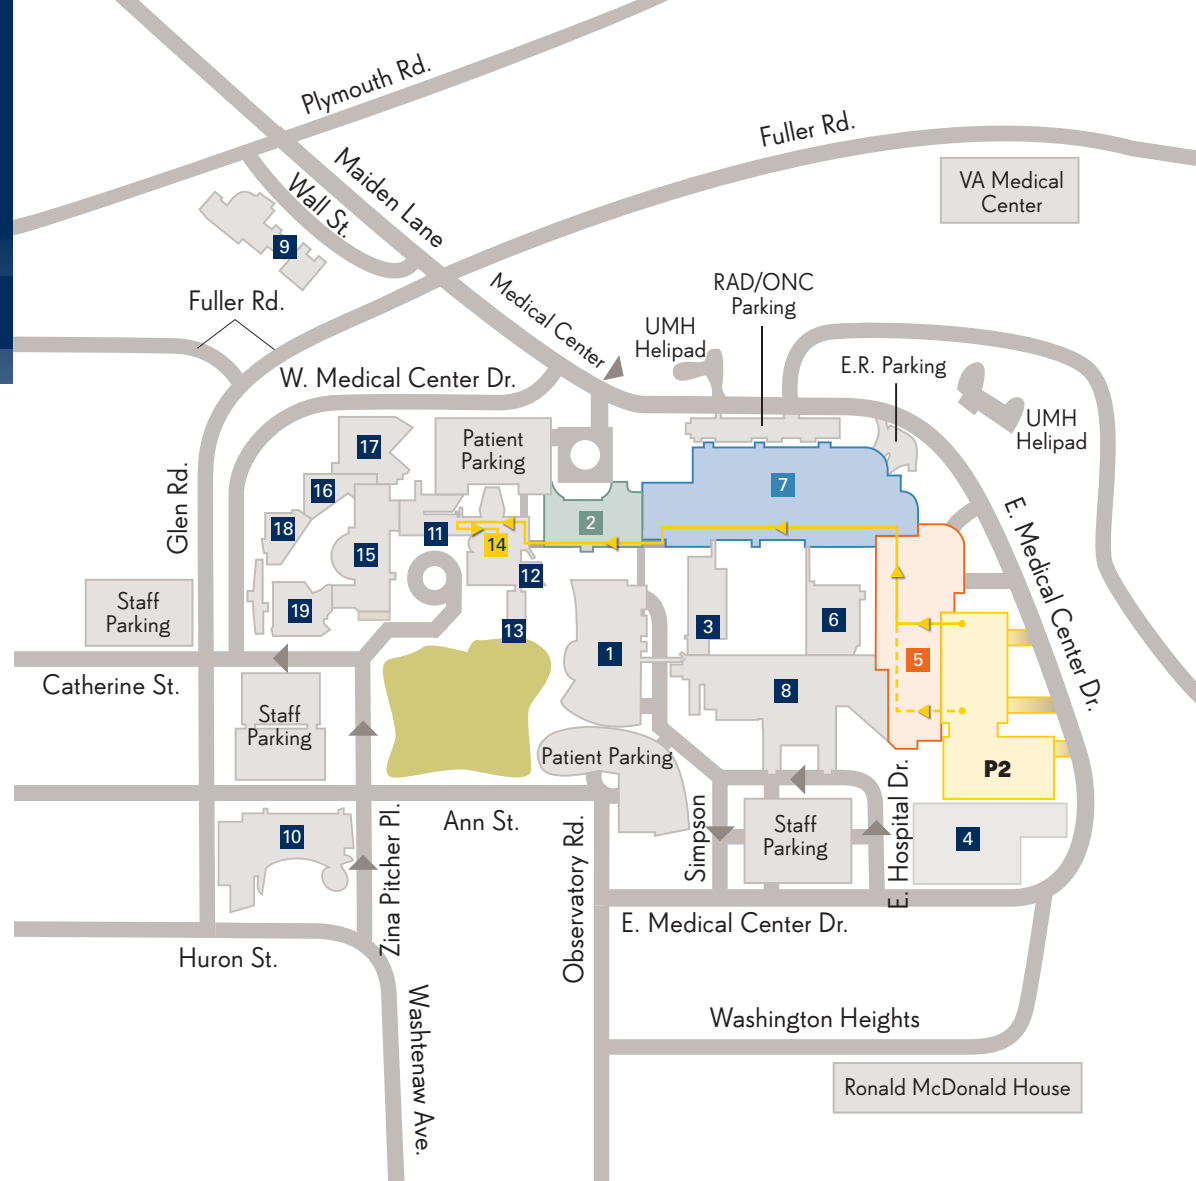 Plymouth Rd.
Fuller Rd.
Maiden Lane
Wall St.
VA Medical
Center
9
Fuller Rd.
Medical Center
RAD/ONC
Parking
UMH
Helipad
E.R. Parking
W. Medical Center Dr.
UMH
Helipad
17
Patient
Parking
16
7
Glen Rd.
18
11
2
E. Medical Center Dr.
15
14
12
Staff
Parking
19
13
3
6
1
5
Catherine St.
8
Staff
Parking
Patient Parking
P2
Ann St.
10
Zina Pitcher Pl.
Observatory Rd.
Simpson
Staff
Parking
E. Hospital Dr.
4
E. Medical Center Dr.
Huron St.
Washtenaw Ave.
Washington Heights
Ronald McDonald House